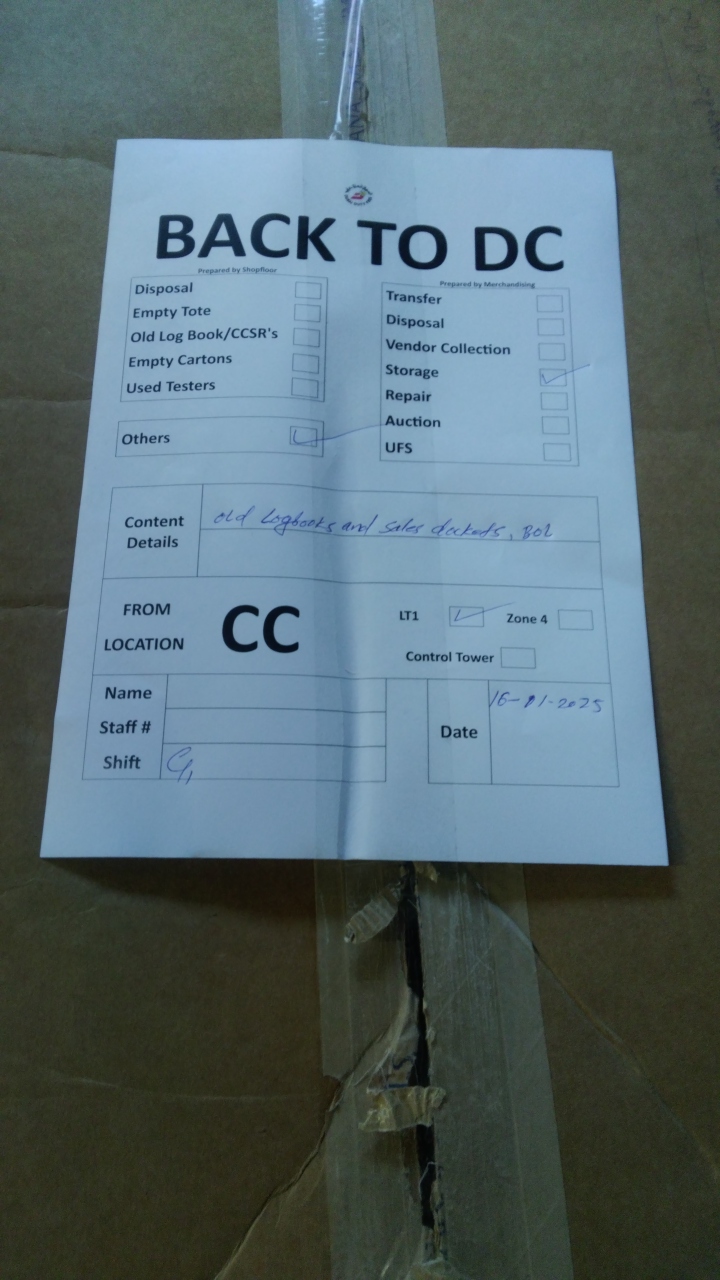 BACK TO DC
Prepared by Shopfloor
Disposal
Empty Tote
Old Log Book/CCSR's
Empty Cartons
Used Testers
Others
Prepared by Merchandising
Transfer
Disposal
Vendor Collection
Storage
Repair
Auction
UFS
Content Details
old Logbooks and sales dockets, BOL
FROM LOCATION
CC
LT1
Zone 4
Control Tower
Name
Staff #
Shift
Date
16-01-2025